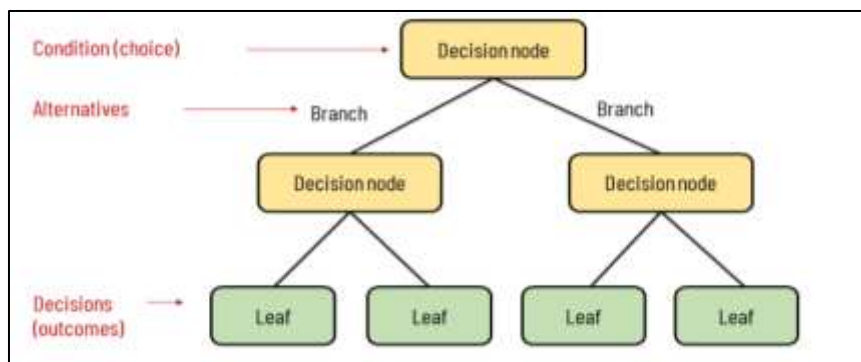 Condition (choice)
Decision node
Alternatives
Branch
Branch
Decision node
Decision node
Decisions
(outcomes)
Leaf
Leaf
Leaf
Leaf